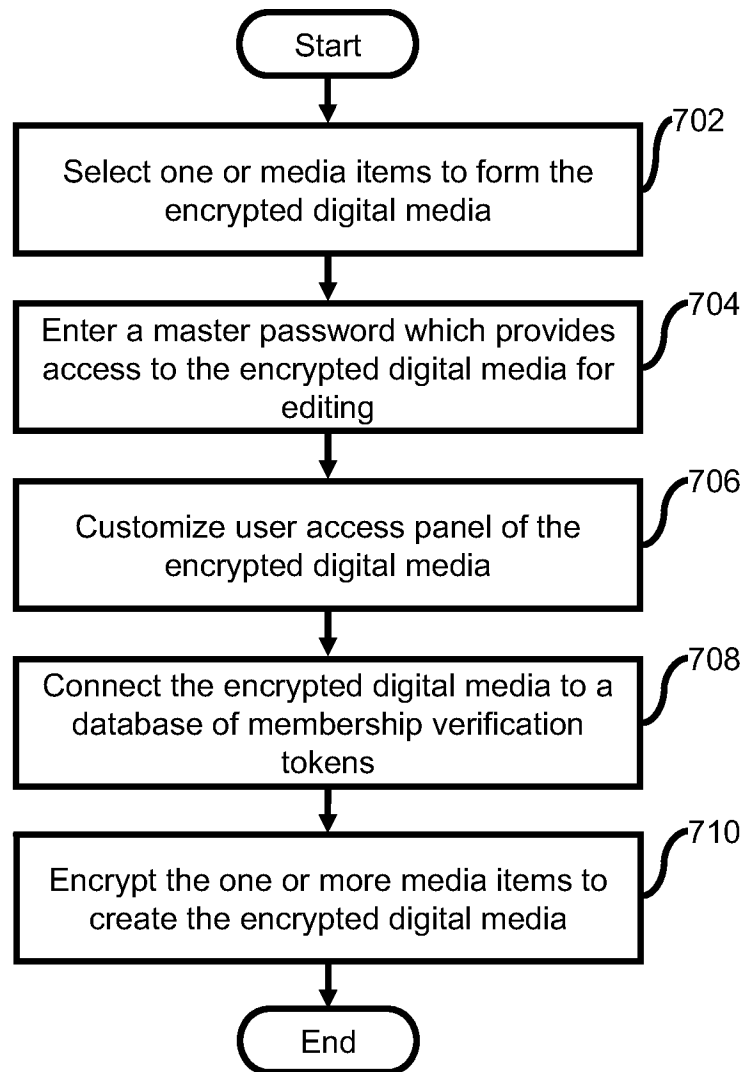 Start
702
Select one or media items to form the
encrypted digital media
704
Enter a master password which provides
access to the encrypted digital media for
editing
706
Customize user access panel of the
encrypted digital media
708
Connect the encrypted digital media to a
database of membership verification
tokens
710
Encrypt the one or more media items to
create the encrypted digital media
End